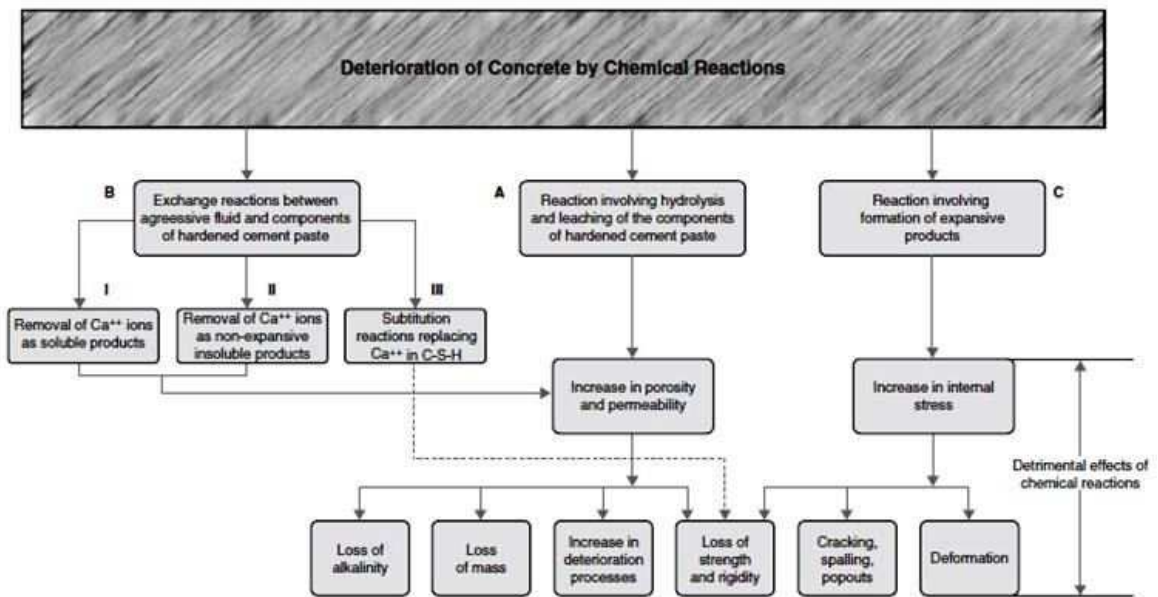 Deterioration of Concrete by Chemical Reactions
B
Exchange reactions between
agreessive fluid and components
of hardened cement paste
A
Reaction involving hydrolysis
and leaching of the components
of hardened cement paste
Reaction involving
formation of expansive
products
C
I
Removal of Ca⁺⁺ ions
as soluble products
II
Removal of Ca⁺⁺ ions
as non-expansive
insoluble products
III
Subtitution
reactions replacing
Ca⁺⁺ in C-S-H
Increase in porosity
and permeability
Increase in internal
stress
Detrimental effects of
chemical reactions
Loss of
alkalinity
Loss
of mass
Increase in
deterioration
processes
Loss of
strength
and rigidity
Cracking,
spalling,
popouts
Deformation